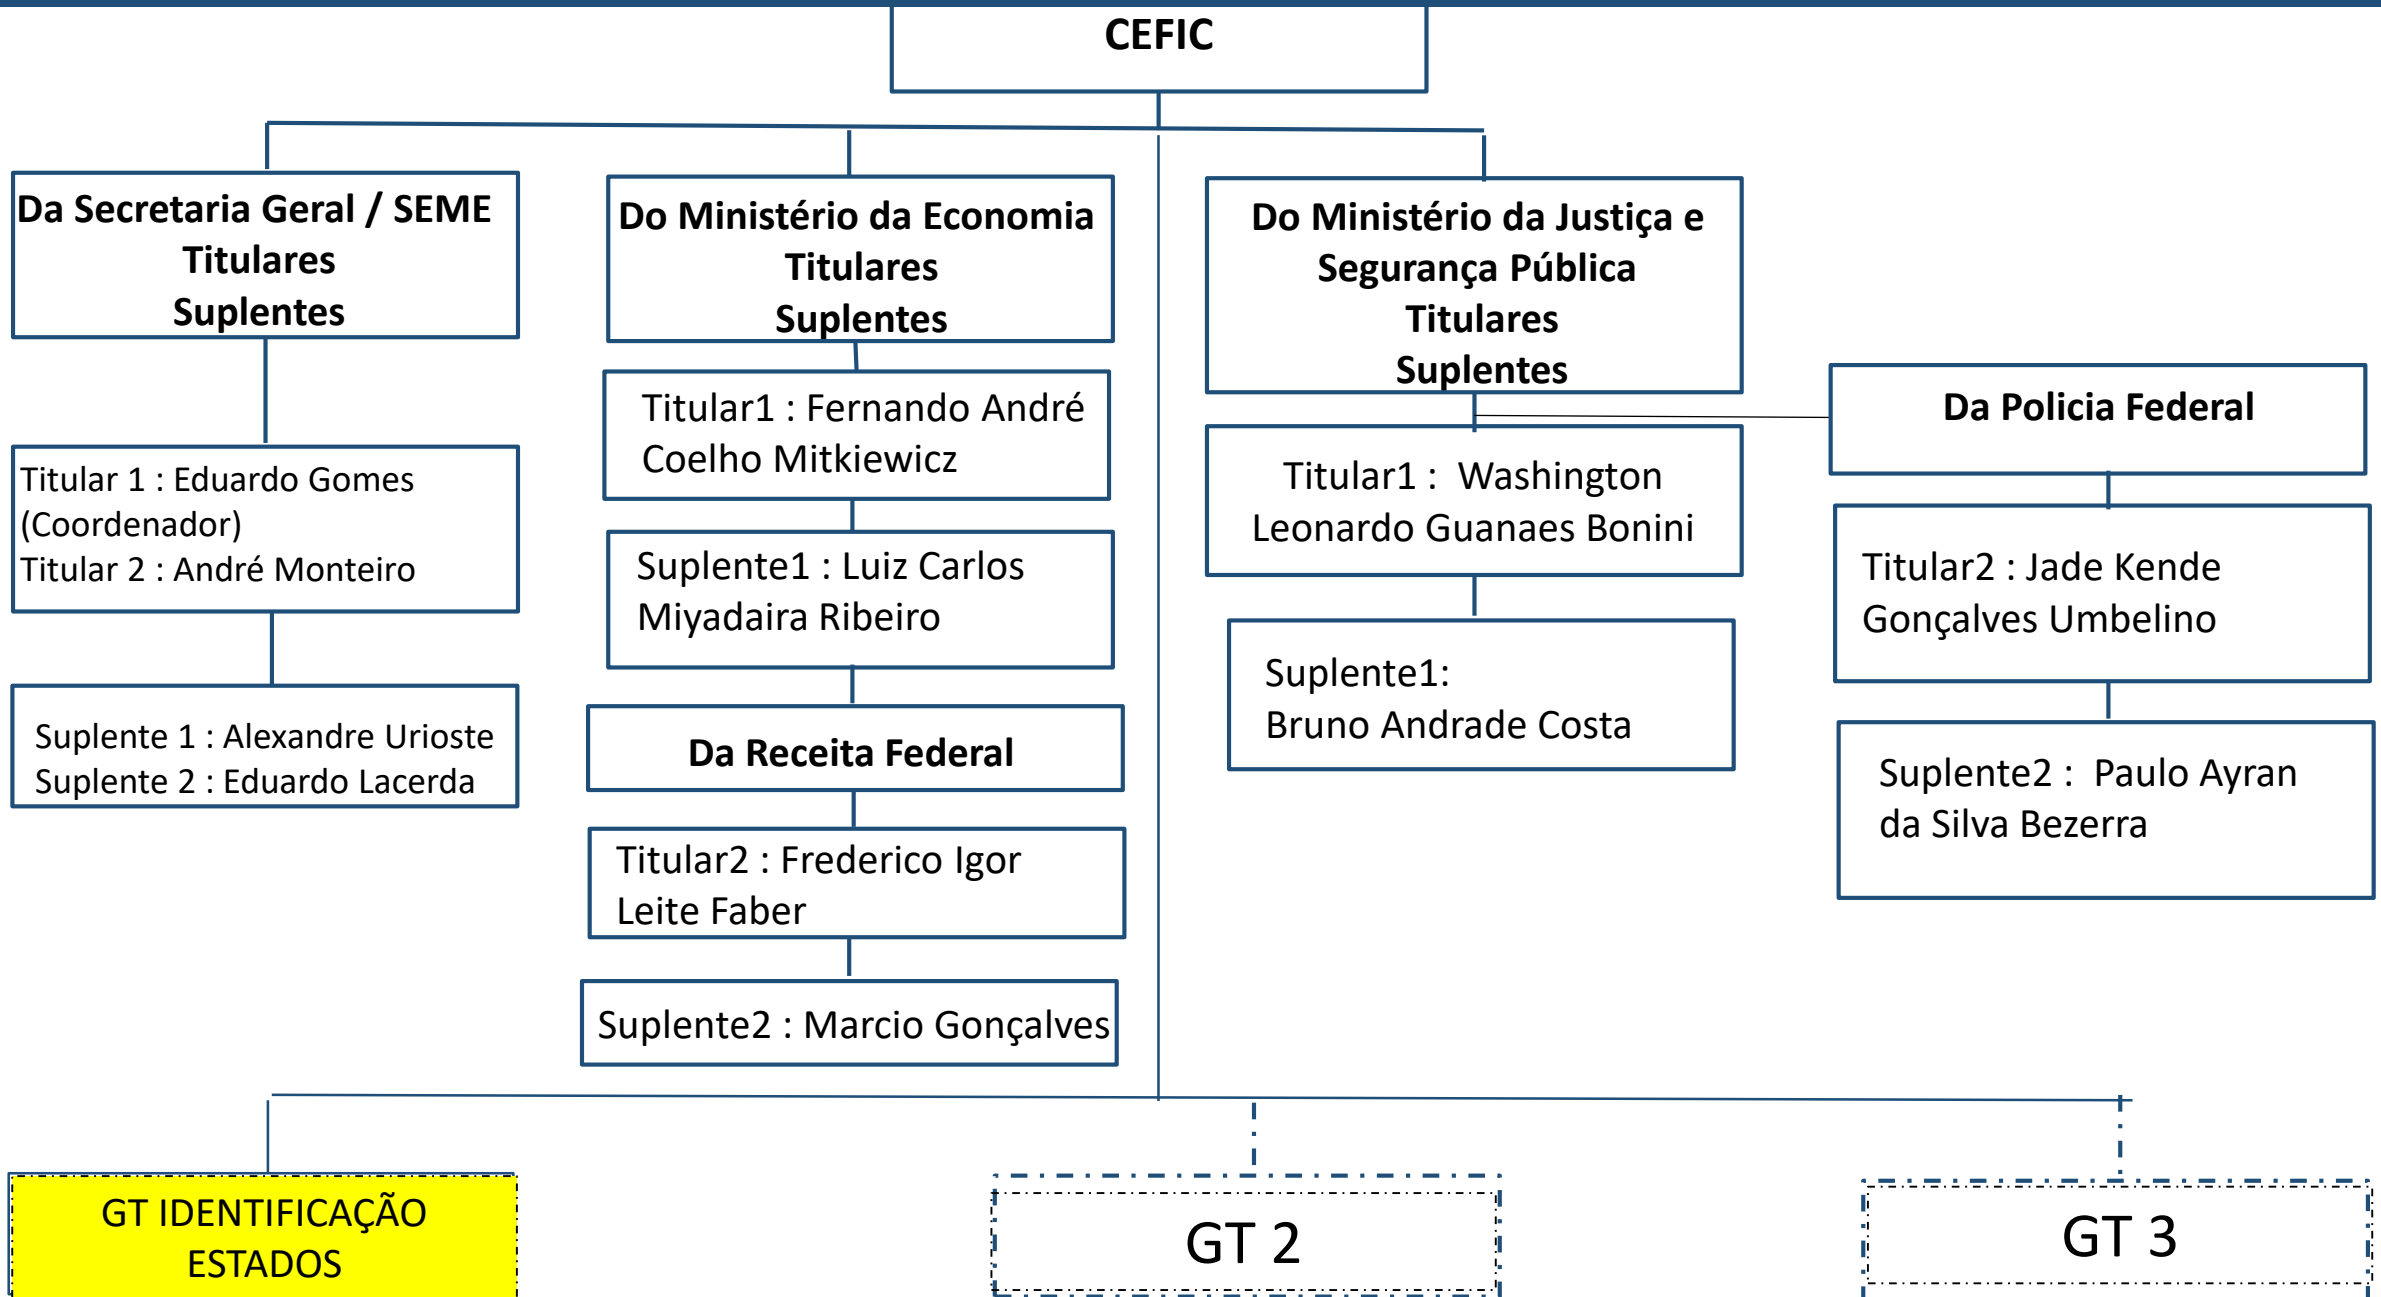 CEFIC
Da Secretaria Geral / SEME
Titulares
Suplentes
Titular 1 : Eduardo Gomes
(Coordenador)
Titular 2 : André Monteiro
Suplente 1 : Alexandre Urioste
Suplente 2 : Eduardo Lacerda
Do Ministério da Economia
Titulares
Suplentes
Titular1 : Fernando André
Coelho Mitkiewicz
Suplente1 : Luiz Carlos
Miyadaira Ribeiro
Da Receita Federal
Titular2 : Frederico Igor
Leite Faber
Suplente2 : Marcio Gonçalves
Do Ministério da Justiça e
Segurança Pública
Titulares
Suplentes
Titular1 : Washington
Leonardo Guanaes Bonini
Suplente1:
Bruno Andrade Costa
Da Policia Federal
Titular2 : Jade Kende
Gonçalves Umbelino
Suplente2 : Paulo Ayran
da Silva Bezerra
GT IDENTIFICAÇÃO
ESTADOS
GT 2
GT 3